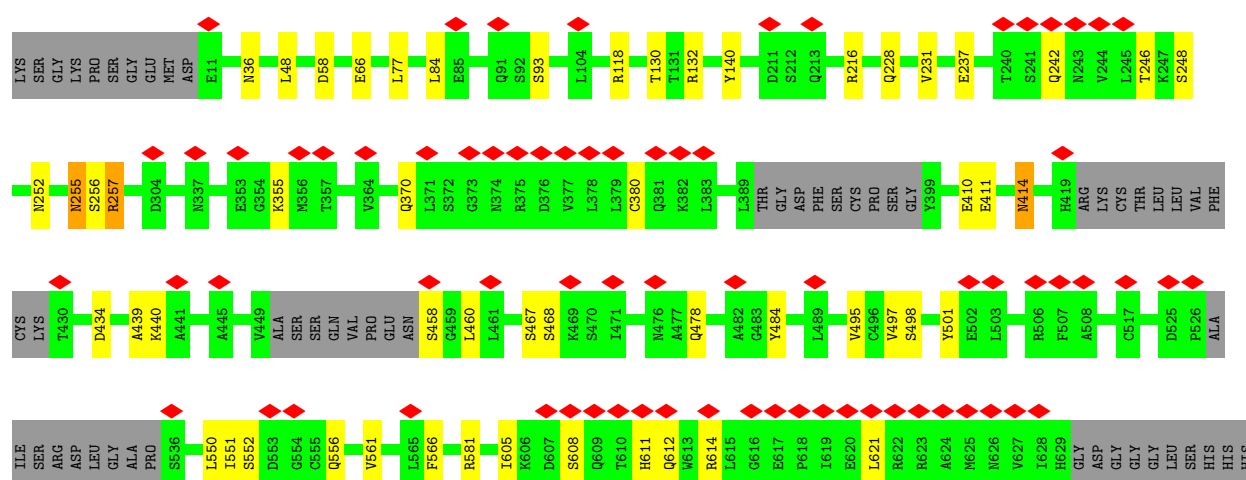 LYS SER GLY LYS PRO SER GLY GLU MET ASP E11 N36 L48 D58 E66 L77 L84 E85 Q91 S92 S93 L104 R118 T130 T131 R132 Y140 D211 S212 Q213 R216 Q228 V231 E237 T240 S241 Q242 N243 V244 L245 T246 K247 S248
N252 N255 S256 R257 D304 N337 E353 G354 K355 M356 T357 V364 Q370 L371 S372 G373 N374 R375 D376 V377 L378 L379 C380 Q381 K382 L383 L389 THR GLY ASP PHE SER CYS PRO SER GLY Y399 E410 E411 N414 H419 ARG LYS CYS THR LEU LEU VAL PHE
CYS LYS T430 D434 A439 K440 A441 A445 V449 ALA SER SER GLN VAL PRO GLU ASN S458 G459 L460 L461 S467 S468 K469 S470 I471 N476 A477 Q478 A482 G483 Y484 L489 V495 C496 V497 S498 Y501 E502 L503 R506 F507 A508 C517 D525 P526 ALA
ILE SER ARG ASP LEU GLY ALA PRO S536 L550 I551 S552 D553 G554 C555 Q556 V561 L565 F566 R581 I605 K606 D607 S608 Q609 T610 H611 Q612 W613 R614 L615 G616 E617 P618 I619 E620 L621 R622 R623 A624 M625 N626 V627 I628 H629 GLY ASP GLY GLY GLY LEU SER HIS HIS HIS